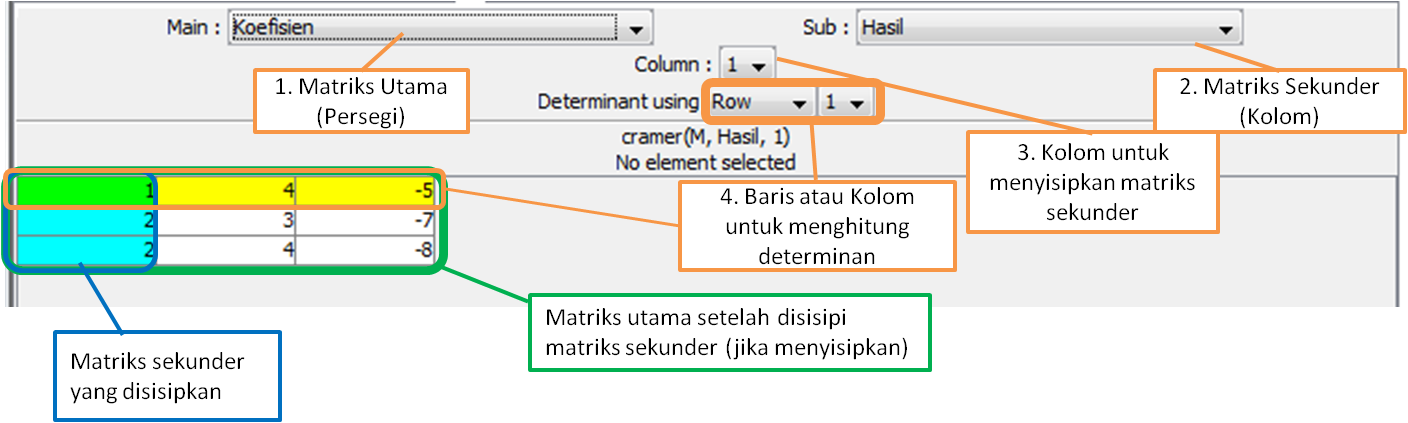 Main : Koefisien Sub : Hasil
Column : 1
1. Matriks Utama
(Persegi)
2. Matriks Sekunder
(Kolom)
Determinant using Row 1
cramer(M, Hasil, 1)
No element selected
3. Kolom untuk
menyisipkan matriks
sekunder
1 4 -5
2 3 -7
2 4 -8
4. Baris atau Kolom
untuk menghitung
determinan
Matriks utama setelah disisipi
matriks sekunder (jika menyisipkan)
Matriks sekunder
yang disisipkan